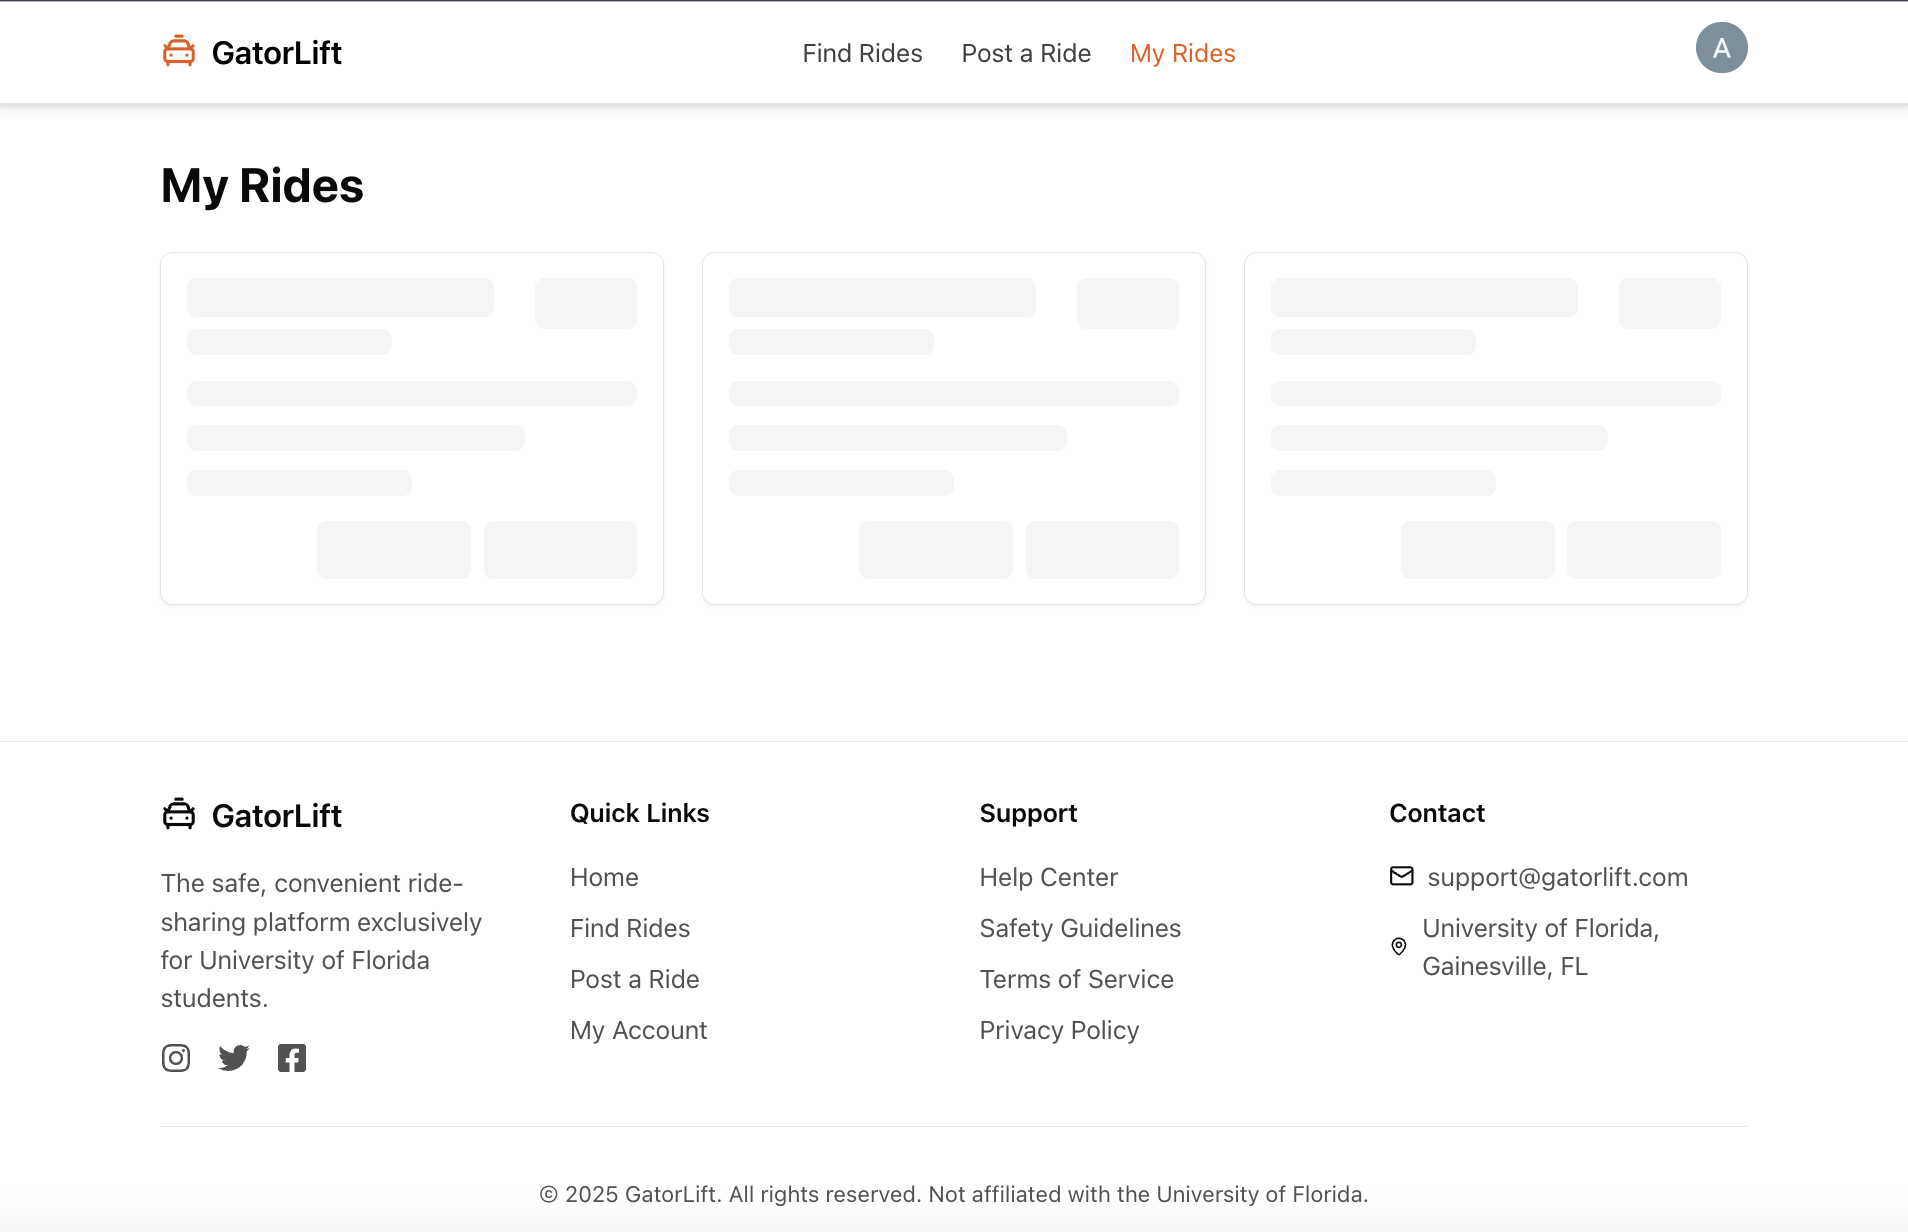 GatorLift
Find Rides
Post a Ride
My Rides
A
My Rides
GatorLift
The safe, convenient ride-
sharing platform exclusively
for University of Florida
students.
Quick Links
Home
Find Rides
Post a Ride
My Account
Support
Help Center
Safety Guidelines
Terms of Service
Privacy Policy
Contact
support@gatorlift.com
University of Florida,
Gainesville, FL
© 2025 GatorLift. All rights reserved. Not affiliated with the University of Florida.